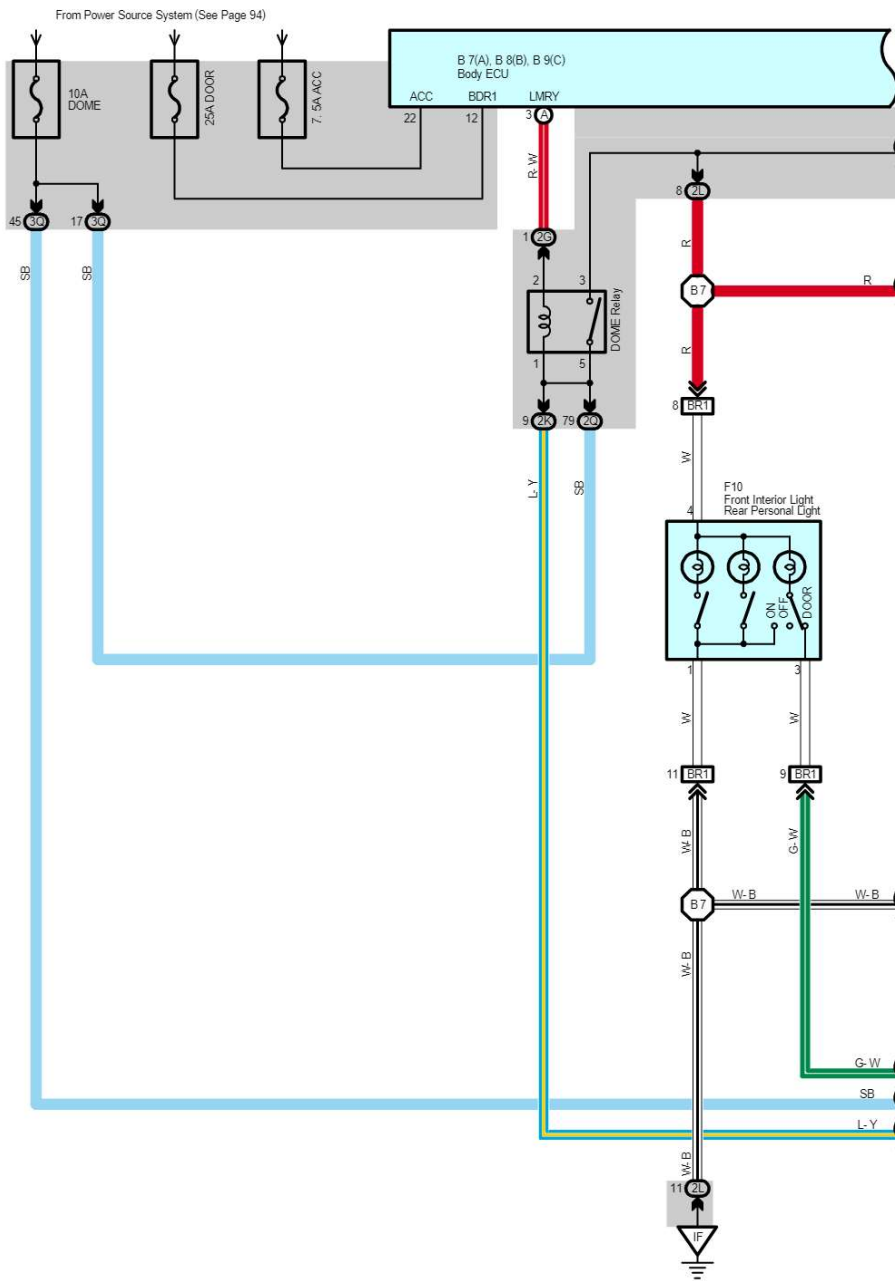 From Power Source System (See Page 94)
10A
DOME
25A DOOR
7. 5A ACC
B 7(A), B 8(B), B 9(C)
Body ECU
ACC
BDR1
LMRY
22
12
3
A
R- W
45
3Q
17
3Q
SB
SB
1
2G
8
2L
R
B 7
R
R
2
3
DOME Relay
1
5
9
2K
79
2Q
L- Y
SB
8
BR1
W
F10
Front Interior Light
Rear Personal Light
4
ON
OFF
DOOR
1
3
W
W
11
BR1
9
BR1
W- B
G- W
B 7
W- B
W- B
W- B
G- W
SB
L- Y
W- B
11
2L
IF